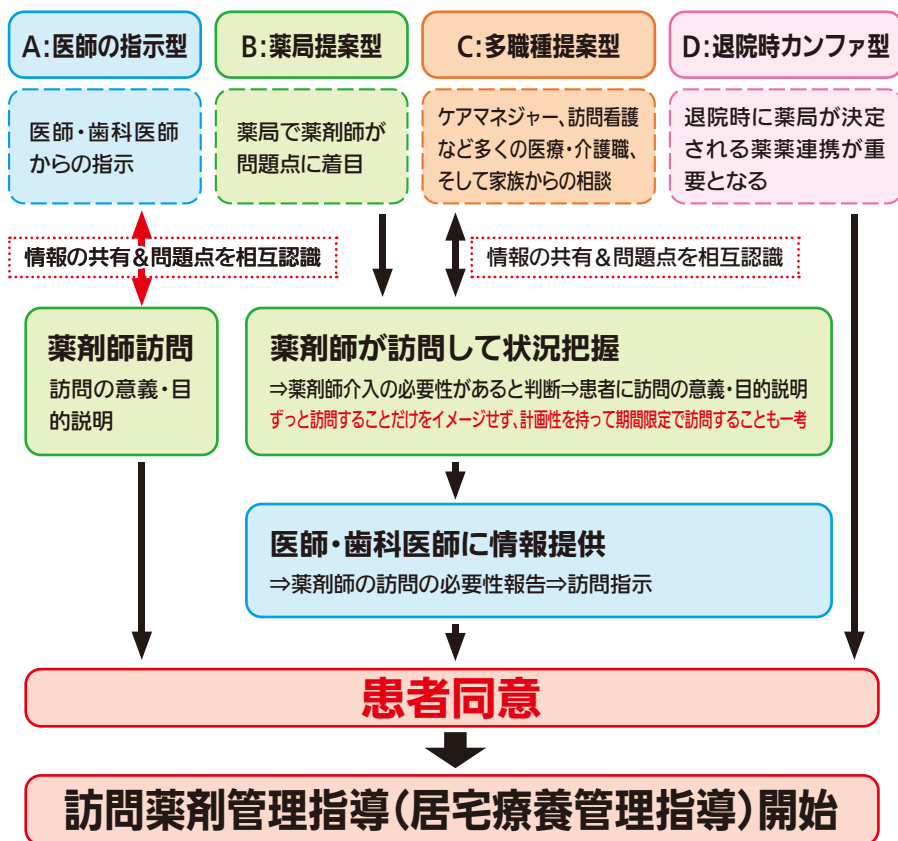 A:医師の指示型
B:薬局提案型
C:多職種提案型
D:退院時カンファ型
医師・歯科医師
からの指示
薬局で薬剤師が
問題点に着目
ケアマネジャー、訪問看護
など多くの医療・介護職、
そして家族からの相談
退院時に薬局が決定
される薬薬連携が重
要となる
情報の共有&問題点を相互認識
情報の共有&問題点を相互認識
薬剤師訪問
訪問の意義・目
的説明
薬剤師が訪問して状況把握
⇒薬剤師介入の必要性があると判断⇒患者に訪問の意義・目的説明
ずっと訪問することだけをイメージせず、計画性を持って期間限定で訪問することも一考
医師・歯科医師に情報提供
⇒薬剤師の訪問の必要性報告⇒訪問指示
患者同意
訪問薬剤管理指導(居宅療養管理指導)開始